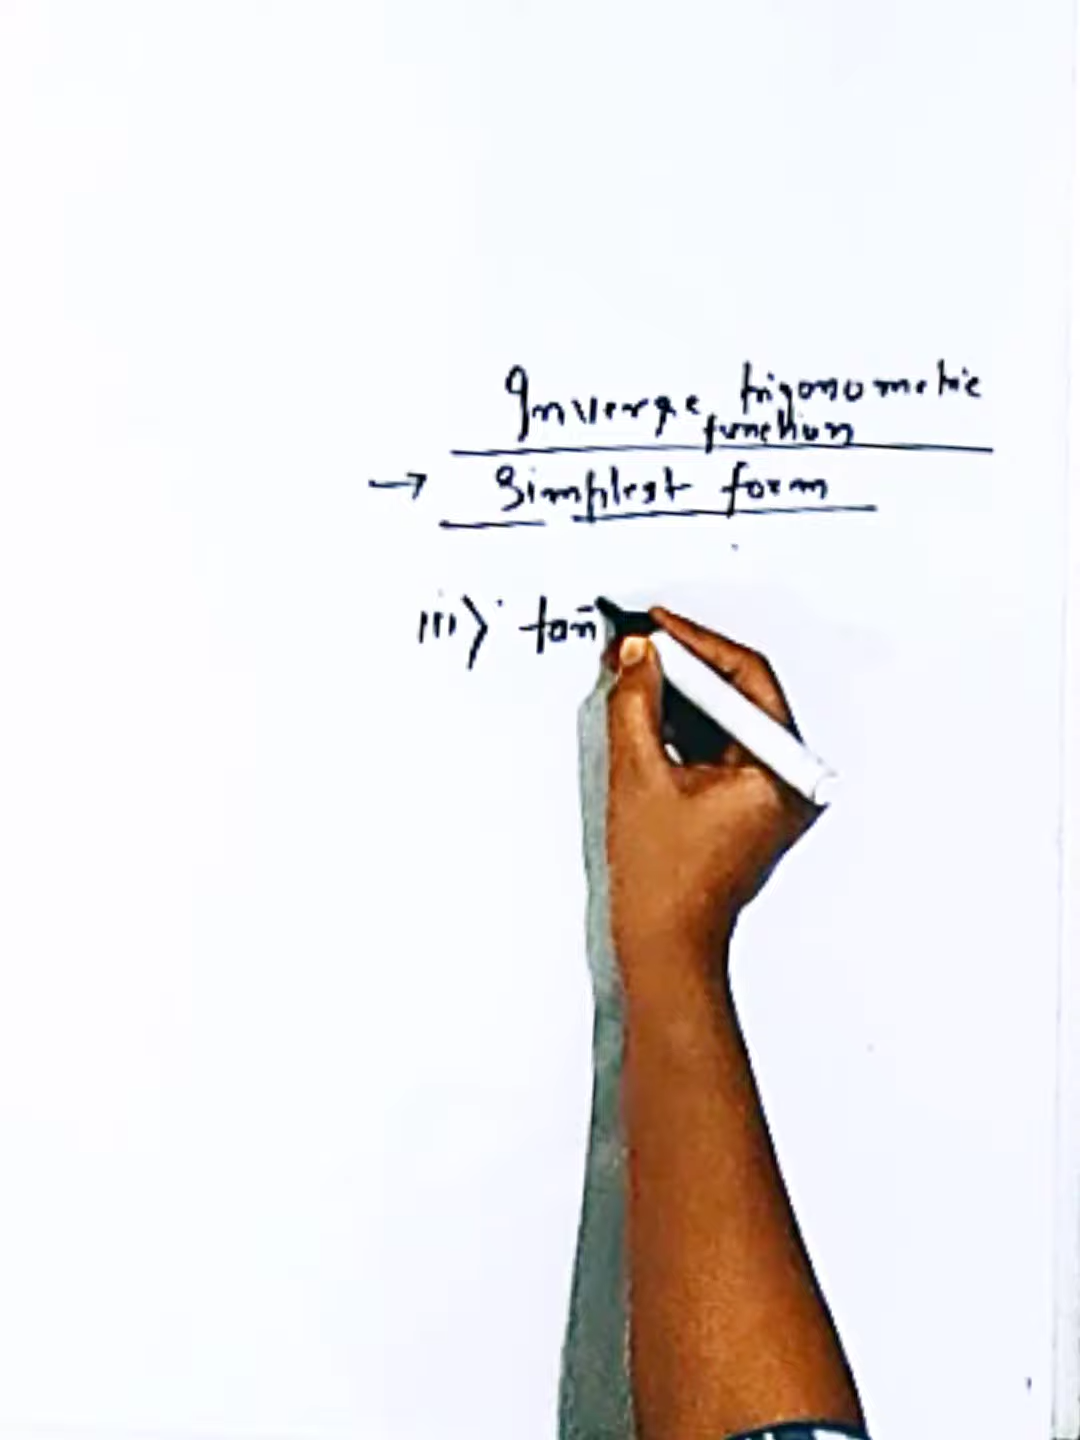 Inverse trigonometric
function
→ Simplest form
iii) tan⁻